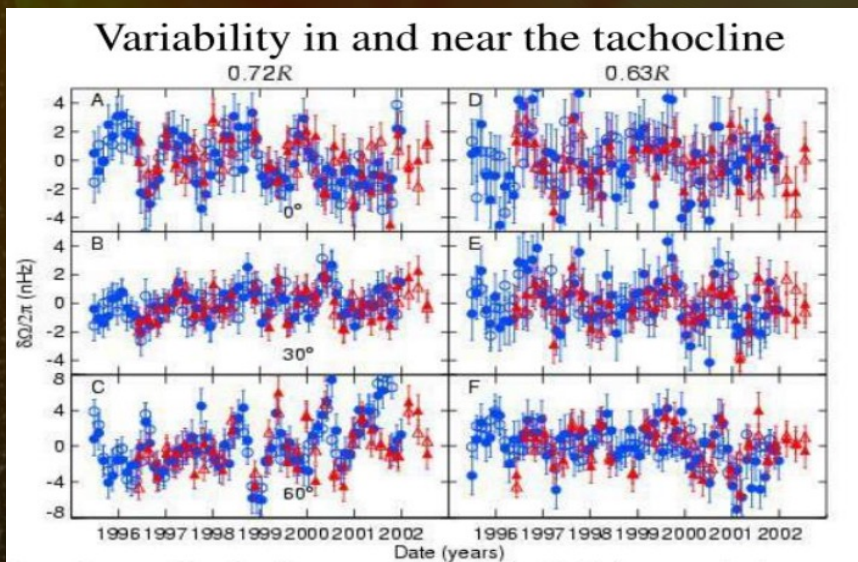 Variability in and near the tachocline
0.72R 0.63R
A D
4
2
0
-2
-4
0°
B E
4
2
0
-2
-4
30°
δΩ/2π (nHz)
C F
8
4
0
-4
-8
60°
1996 1997 1998 1999 2000 2001 2002 1996 1997 1998 1999 2000 2001 2002
Date (years)